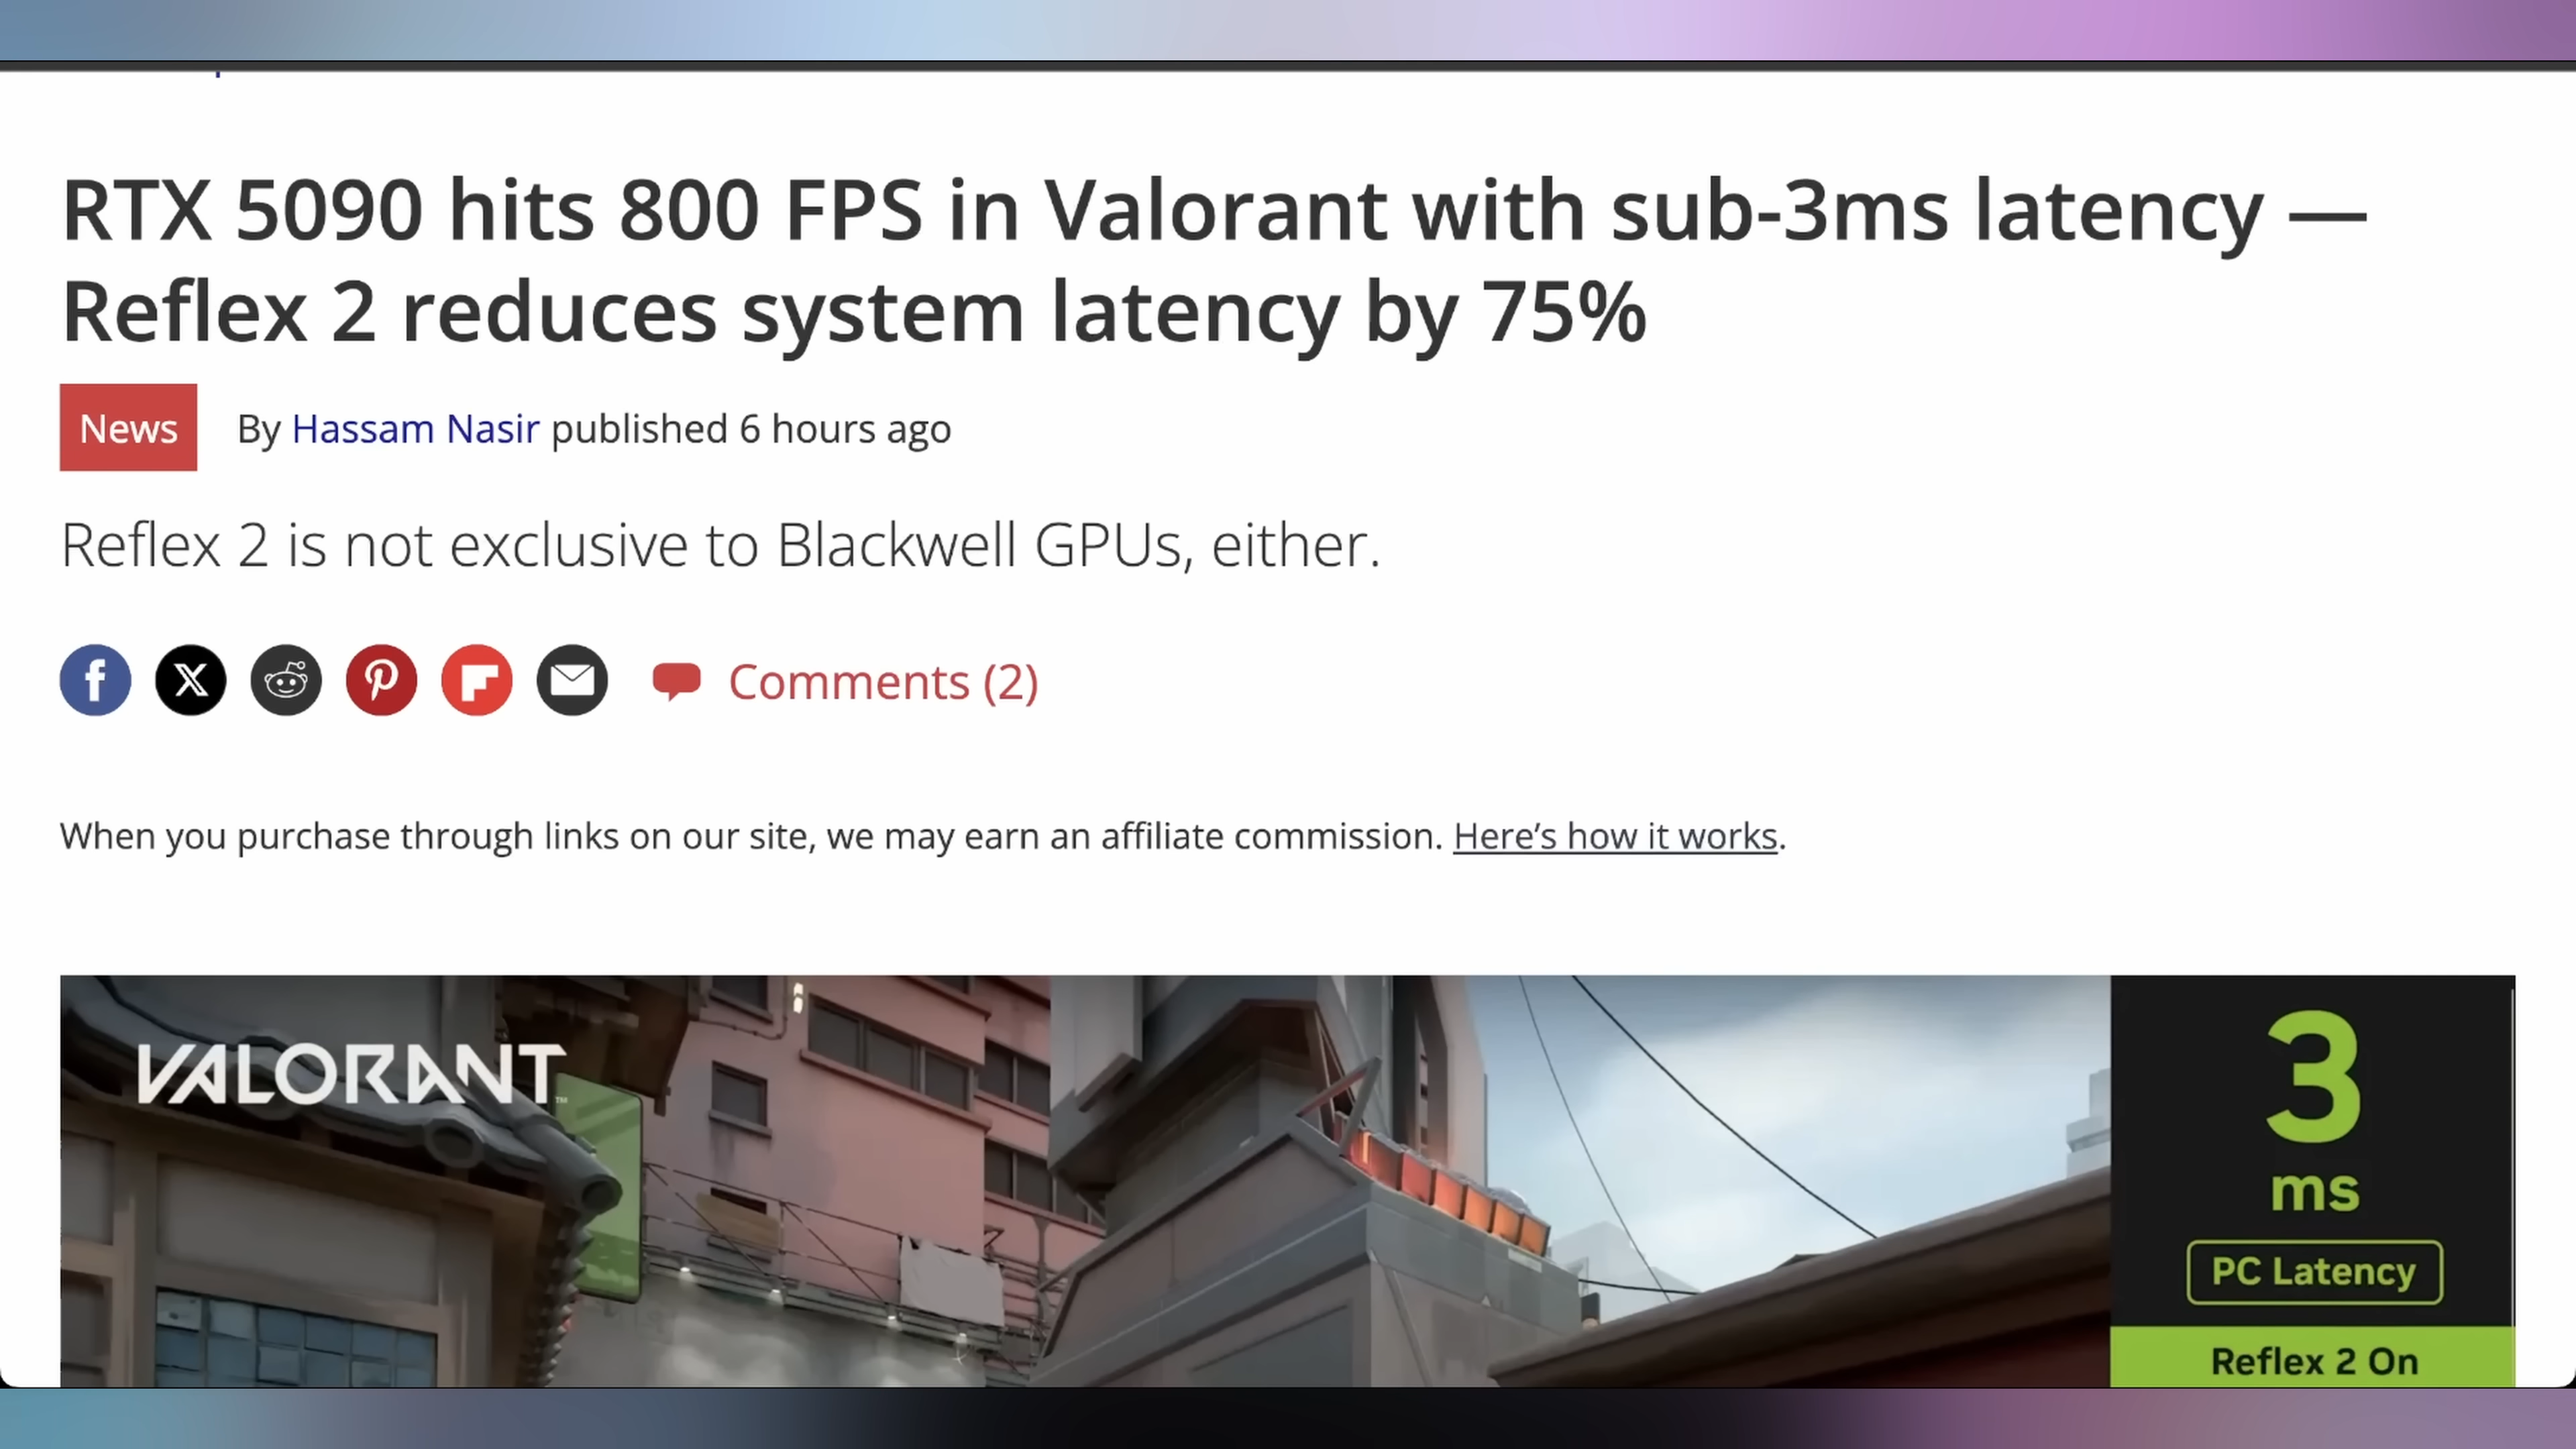 RTX 5090 hits 800 FPS in Valorant with sub-3ms latency —
Reflex 2 reduces system latency by 75%
News By Hassam Nasir published 6 hours ago
Reflex 2 is not exclusive to Blackwell GPUs, either.
Comments (2)
When you purchase through links on our site, we may earn an affiliate commission. Here’s how it works.
VALORANT™
3
ms
PC Latency
Reflex 2 On